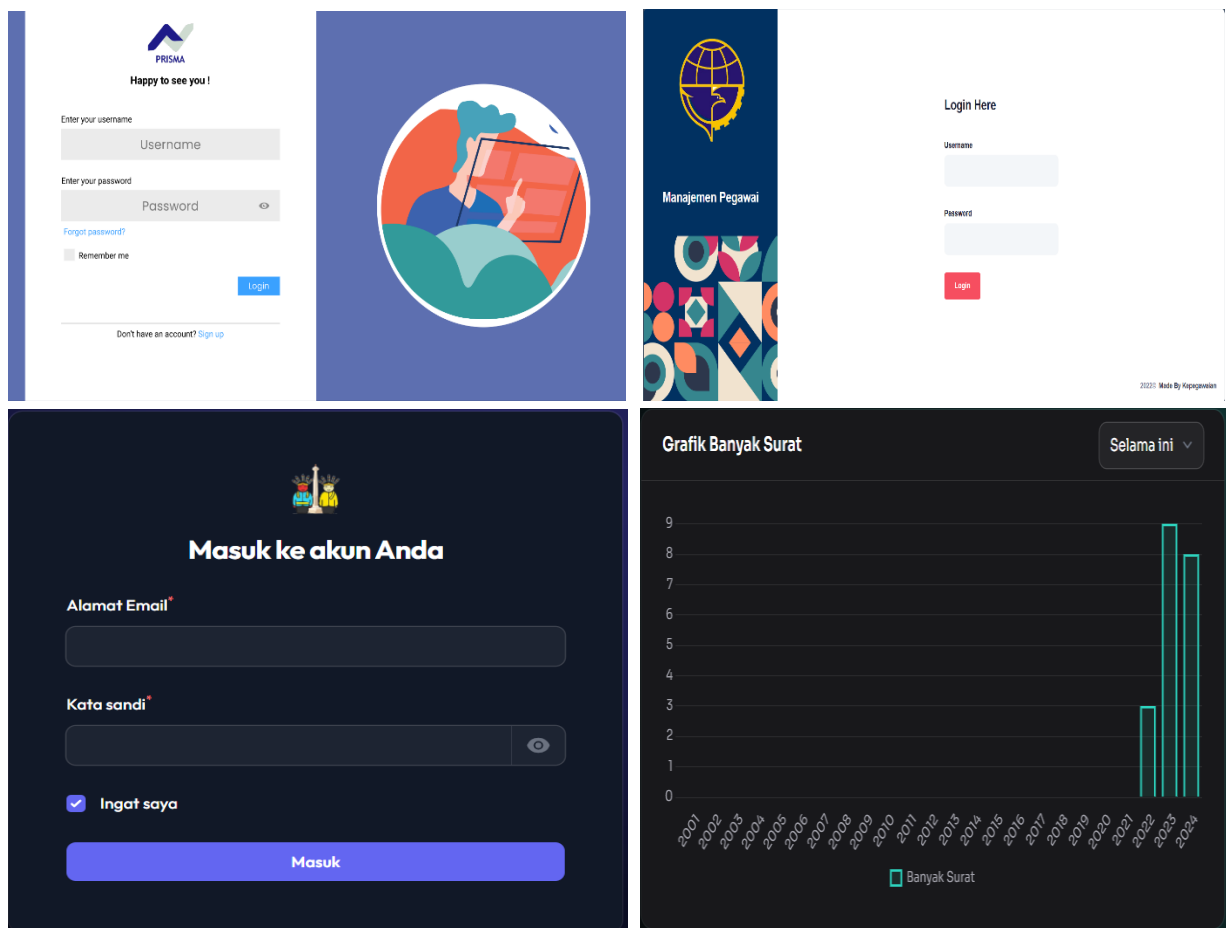 PRISMA
Happy to see you !
Enter your username
Username
Enter your password
Password
Forgot password?
Remember me
Login
Don't have an account? Sign up
Manajemen Pegawai
Login Here
Username
Password
Login
2022© Made By Kepegawaian
Masuk ke akun Anda
Alamat Email*
Kata sandi*
Ingat saya
Masuk
Grafik Banyak Surat
Selama ini
9
8
7
6
5
4
3
2
1
0
2001 2002 2003 2004 2005 2006 2007 2008 2009 2010 2011 2012 2013 2014 2015 2016 2017 2018 2019 2020 2021 2022 2023 2024
Banyak Surat